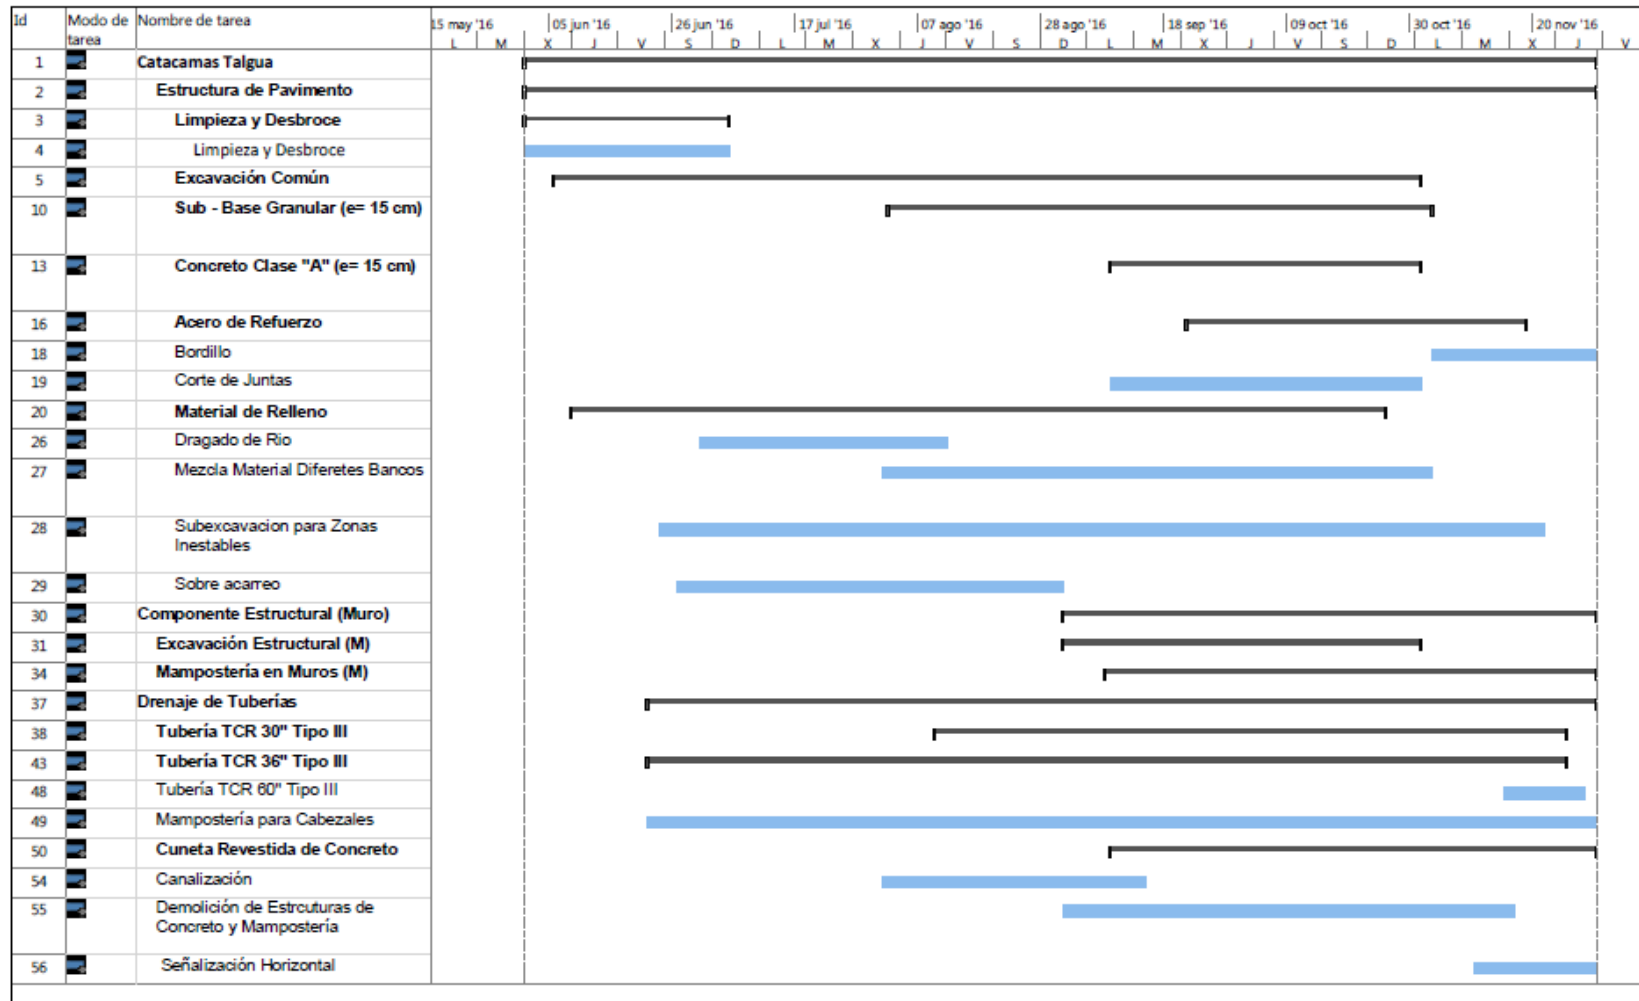 Id Modo de tarea Nombre de tarea 15 may '16 05 jun '16 26 jun '16 17 jul '16 07 ago '16 28 ago '16 18 sep '16 09 oct '16 30 oct '16 20 nov '16
L M X J V S D L M X J V S D L M X J V S D L M X J V
1 Catacamas Talgua
2 Estructura de Pavimento
3 Limpieza y Desbroce
4 Limpieza y Desbroce
5 Excavación Común
10 Sub - Base Granular (e= 15 cm)
13 Concreto Clase "A" (e= 15 cm)
16 Acero de Refuerzo
18 Bordillo
19 Corte de Juntas
20 Material de Relleno
26 Dragado de Rio
27 Mezcla Material Diferetes Bancos
28 Subexcavacion para Zonas
Inestables
29 Sobre acarreo
30 Componente Estructural (Muro)
31 Excavación Estructural (M)
34 Mampostería en Muros (M)
37 Drenaje de Tuberías
38 Tubería TCR 30" Tipo III
43 Tubería TCR 36" Tipo III
48 Tubería TCR 60" Tipo III
49 Mampostería para Cabezales
50 Cuneta Revestida de Concreto
54 Canalización
55 Demolición de Estrcuturas de
Concreto y Mampostería
56 Señalización Horizontal